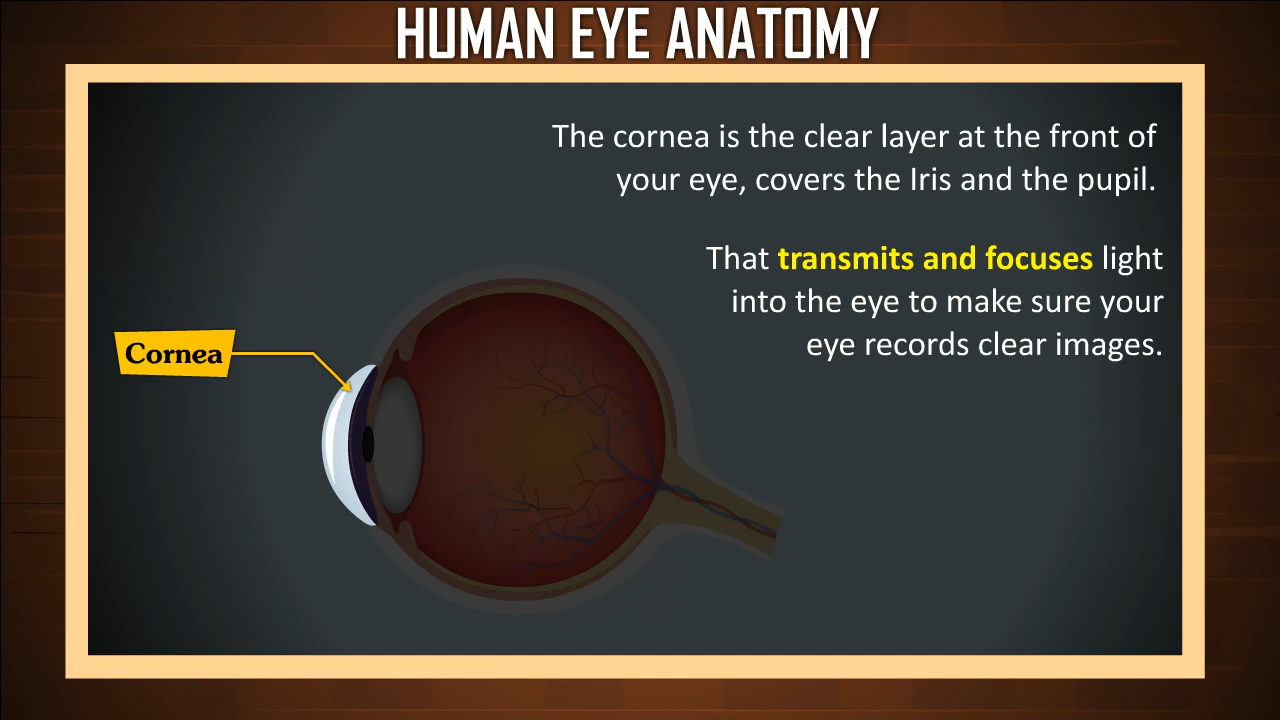 HUMAN EYE ANATOMY
The cornea is the clear layer at the front of
your eye, covers the Iris and the pupil.
That transmits and focuses light
into the eye to make sure your
eye records clear images.
Cornea